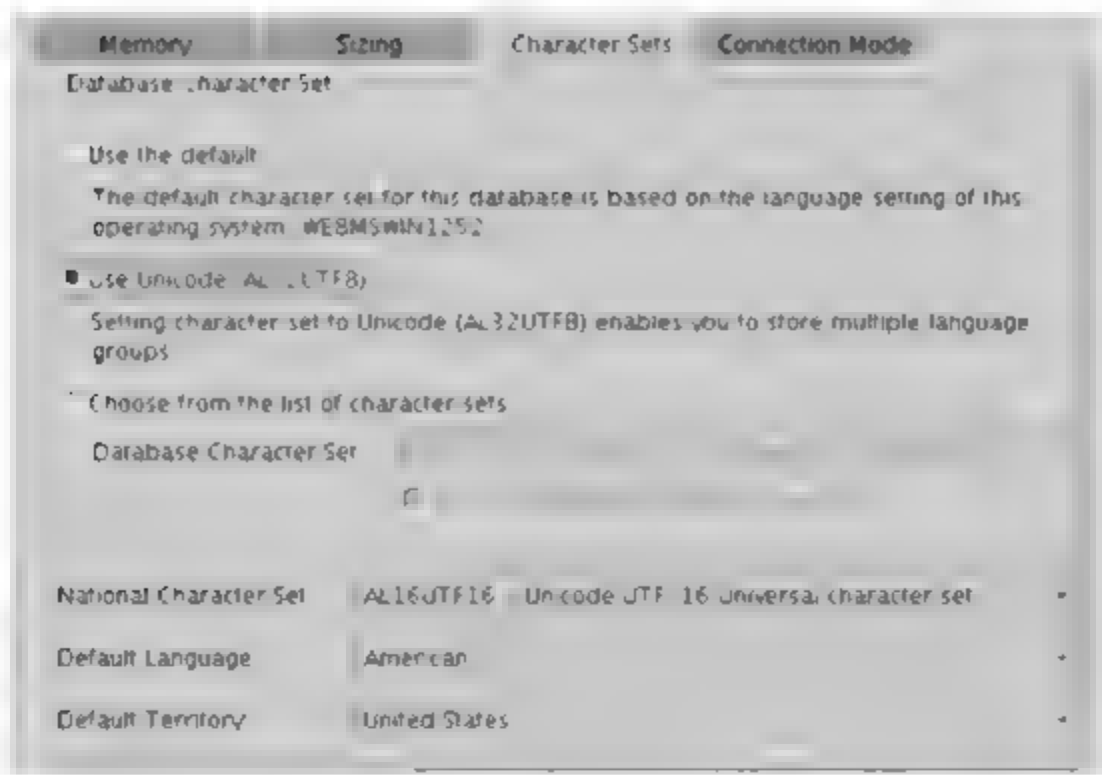 Memory Sizing Character Sets Connection Mode
Database Character Set
Use the default
The default character set for this database is based on the language setting of this
operating system WE8MSWIN1252
Use Unicode (AL32UTF8)
Setting character set to Unicode (AL32UTF8) enables you to store multiple language
groups
Choose from the list of character sets
Database Character Set
National Character Set AL16UTF16 - Unicode UTF-16 Universal character set
Default Language American
Default Territory United States